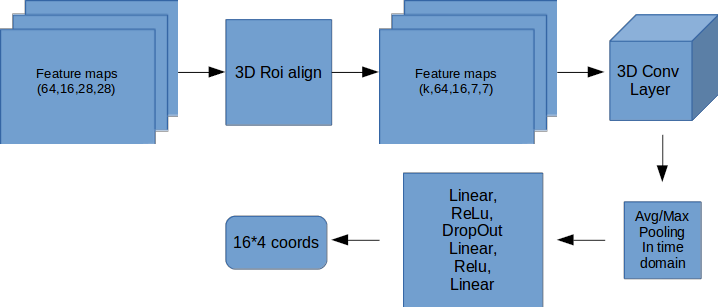 Feature maps
(64,16,28,28)
3D Roi align
Feature maps
(k,64,16,7,7)
3D Conv
Layer
Avg/Max
Pooling
In time
domain
Linear,
ReLu,
DropOut
Linear,
Relu,
Linear
16*4 coords